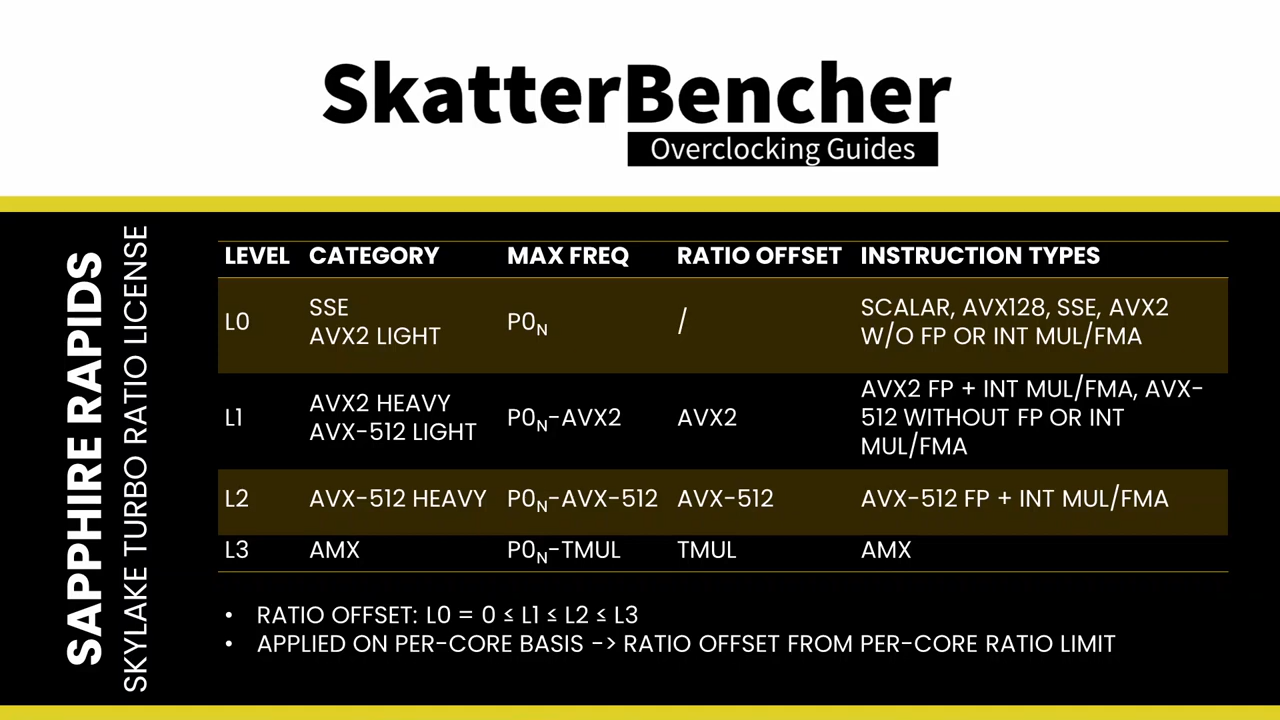 SkatterBencher
Overclocking Guides
SAPPHIRE RAPIDS
SKYLAKE TURBO RATIO LICENSE
LEVEL CATEGORY MAX FREQ RATIO OFFSET INSTRUCTION TYPES
L0 SSE AVX2 LIGHT P0N / SCALAR, AVX128, SSE, AVX2
W/O FP OR INT MUL/FMA
L1 AVX2 HEAVY AVX-512 LIGHT P0N-AVX2 AVX2 AVX2 FP + INT MUL/FMA, AVX-
512 WITHOUT FP OR INT
MUL/FMA
L2 AVX-512 HEAVY P0N-AVX-512 AVX-512 AVX-512 FP + INT MUL/FMA
L3 AMX P0N-TMUL TMUL AMX
• RATIO OFFSET: L0 = 0 ≤ L1 ≤ L2 ≤ L3
• APPLIED ON PER-CORE BASIS -> RATIO OFFSET FROM PER-CORE RATIO LIMIT